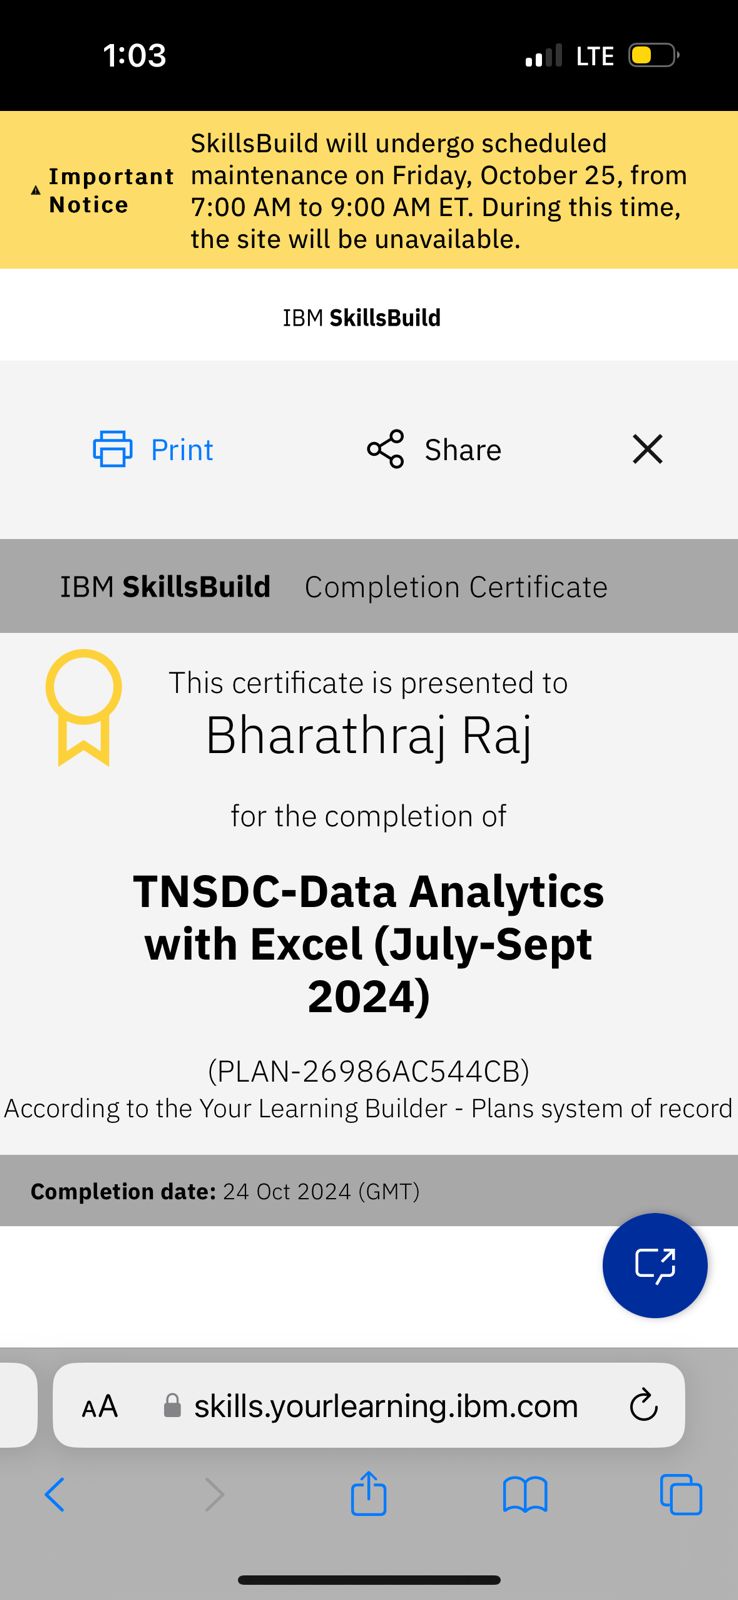 1:03
LTE
Important
Notice
SkillsBuild will undergo scheduled
maintenance on Friday, October 25, from
7:00 AM to 9:00 AM ET. During this time,
the site will be unavailable.
IBM SkillsBuild
Print
Share
IBM SkillsBuild Completion Certificate
This certificate is presented to
Bharathraj Raj
for the completion of
TNSDC-Data Analytics
with Excel (July-Sept
2024)
(PLAN-26986AC544CB)
According to the Your Learning Builder - Plans system of record
Completion date: 24 Oct 2024 (GMT)
AA skills.yourlearning.ibm.com